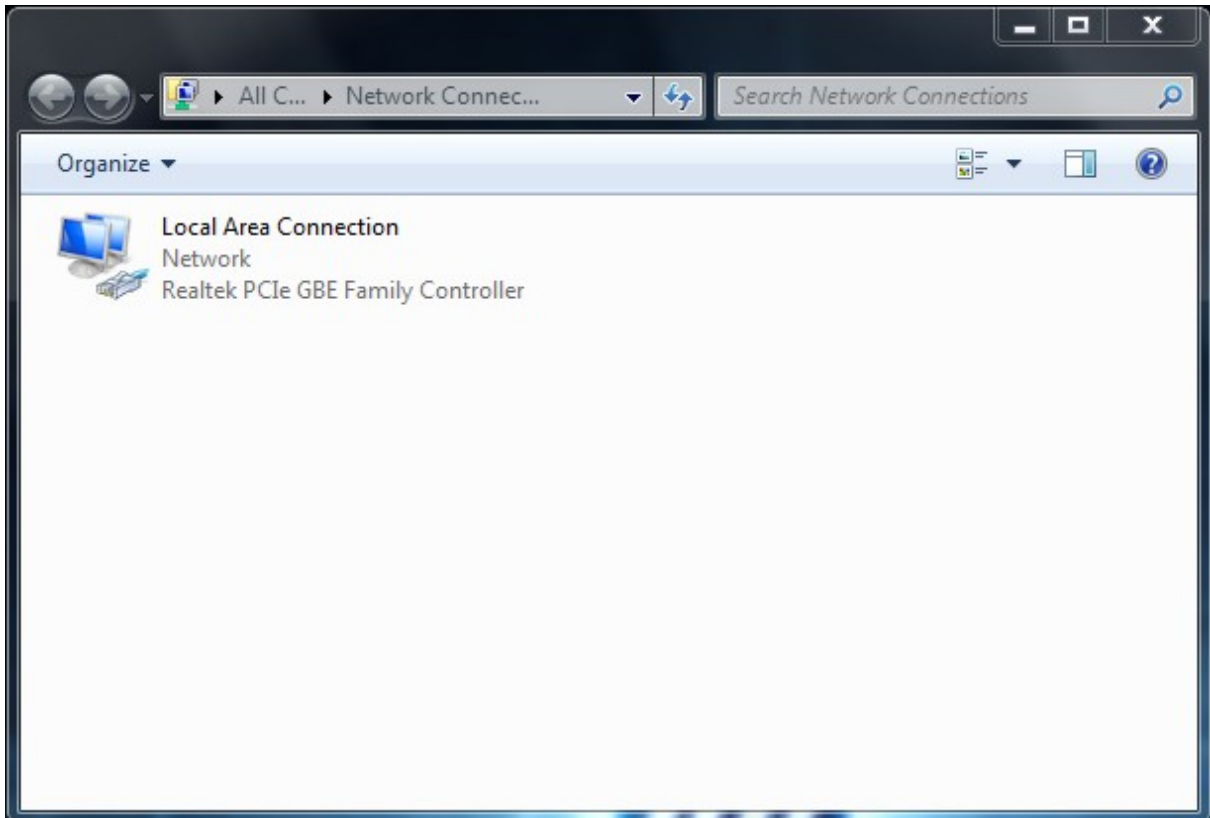 All C... Network Connec...
Search Network Connections
Organize
Local Area Connection
Network
Realtek PCIe GBE Family Controller